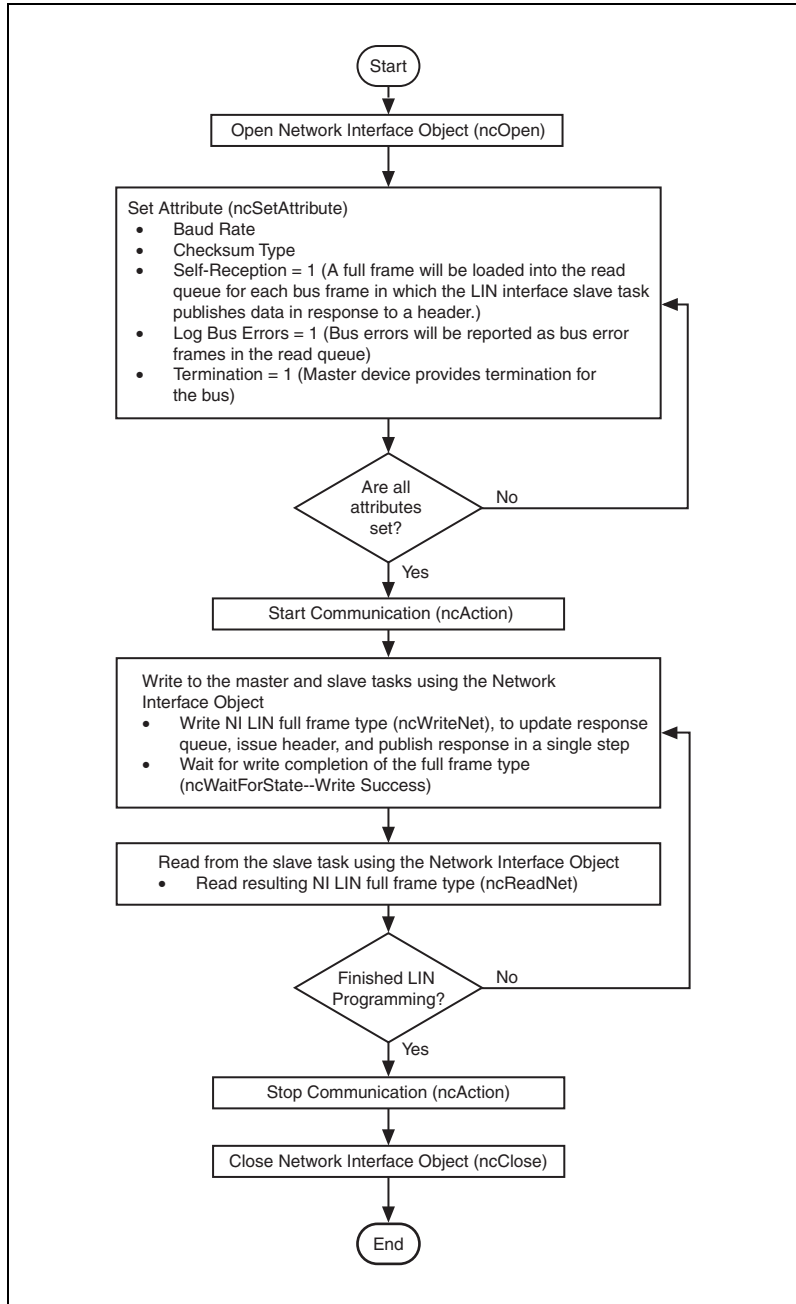 Start
Open Network Interface Object (ncOpen)
Set Attribute (ncSetAttribute)
• Baud Rate
• Checksum Type
• Self-Reception = 1 (A full frame will be loaded into the read
queue for each bus frame in which the LIN interface slave task
publishes data in response to a header.)
• Log Bus Errors = 1 (Bus errors will be reported as bus error
frames in the read queue)
• Termination = 1 (Master device provides termination for
the bus)
Are all
attributes
set?
No
Yes
Start Communication (ncAction)
Write to the master and slave tasks using the Network
Interface Object
• Write NI LIN full frame type (ncWriteNet), to update response
queue, issue header, and publish response in a single step
• Wait for write completion of the full frame type
(ncWaitForState--Write Success)
Read from the slave task using the Network Interface Object
• Read resulting NI LIN full frame type (ncReadNet)
Finished LIN
Programming?
No
Yes
Stop Communication (ncAction)
Close Network Interface Object (ncClose)
End